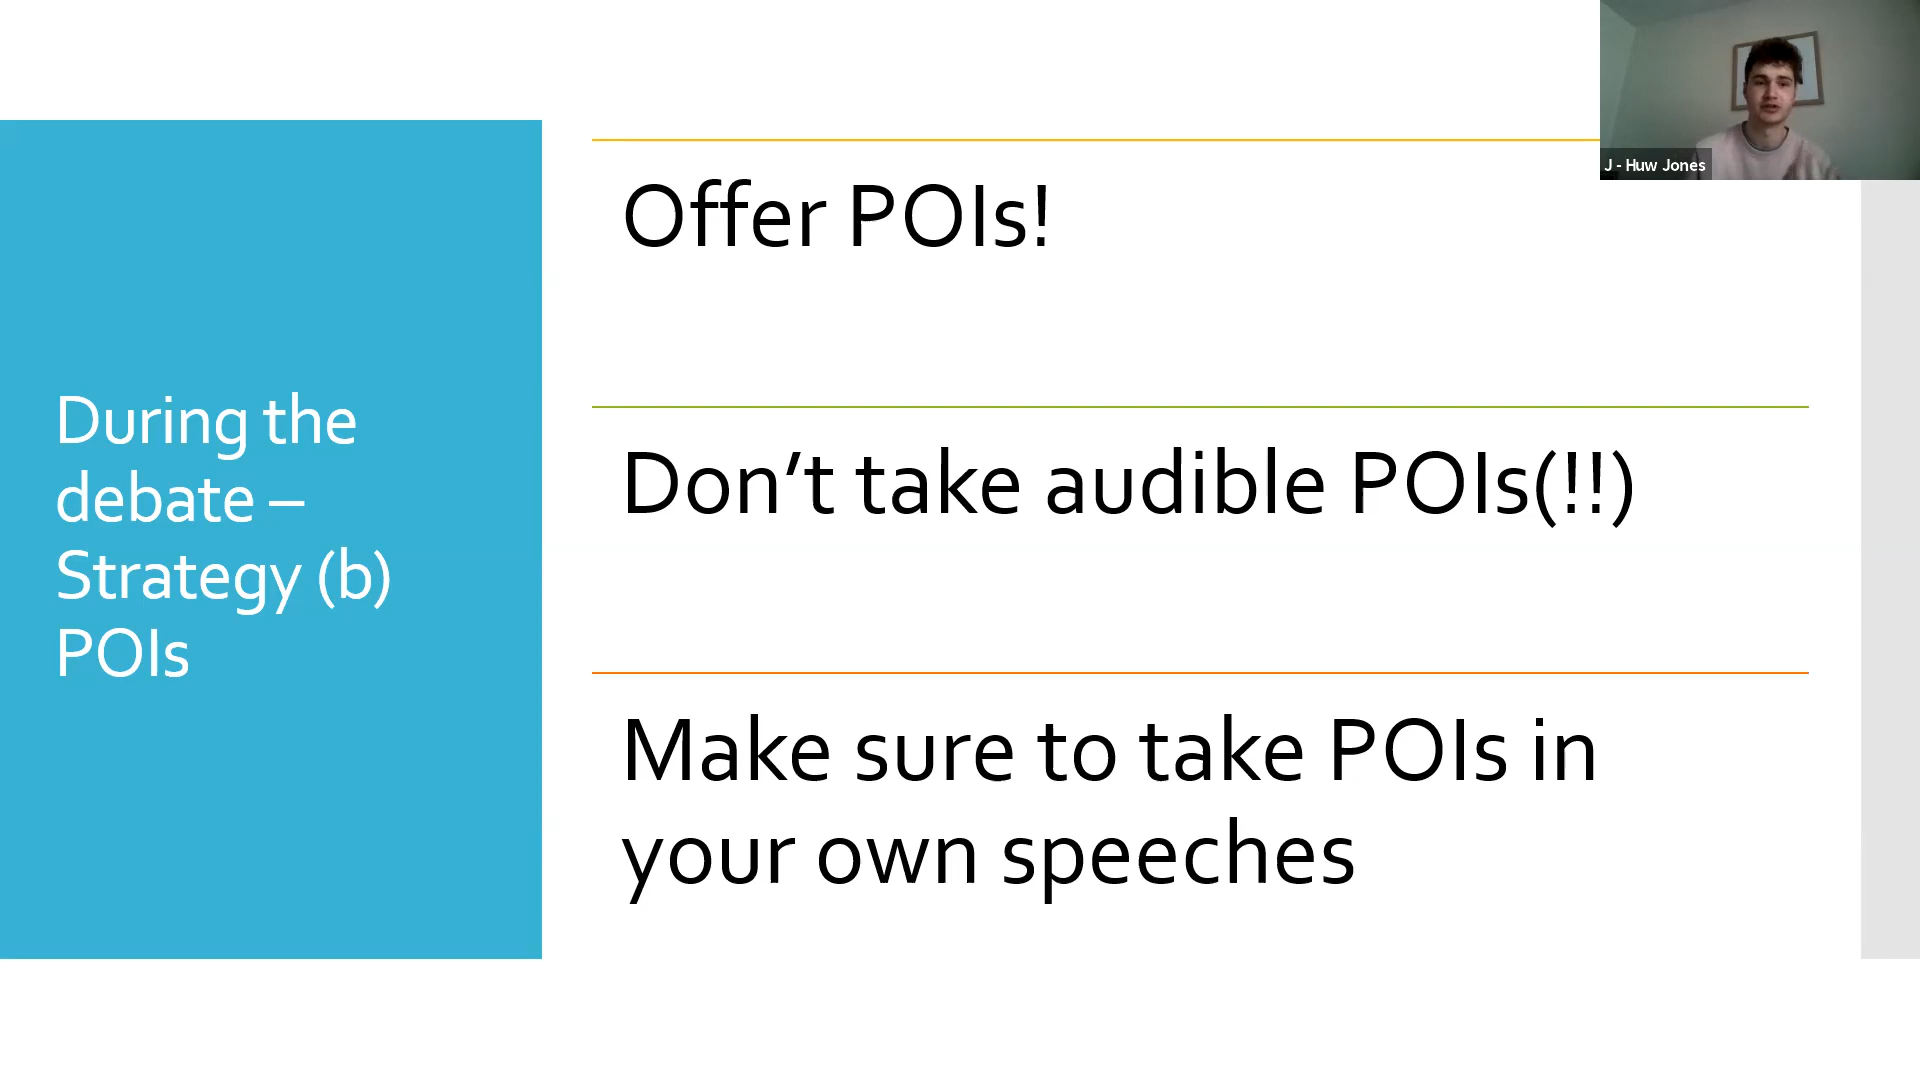 During the
debate –
Strategy (b)
POIs
Offer POIs!
Don’t take audible POIs(!!)
Make sure to take POIs in
your own speeches
J - Huw Jones